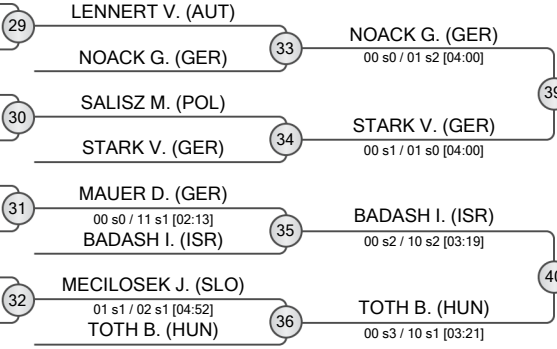 LENNERT V. (AUT)
29
NOACK G. (GER)
33
NOACK G. (GER)
00 s0 / 01 s2 [04:00]
39
SALISZ M. (POL)
30
STARK V. (GER)
34
STARK V. (GER)
00 s1 / 01 s0 [04:00]
MAUER D. (GER)
31
00 s0 / 11 s1 [02:13]
BADASH I. (ISR)
35
BADASH I. (ISR)
00 s2 / 10 s2 [03:19]
40
MECILOSEK J. (SLO)
32
01 s1 / 02 s1 [04:52]
TOTH B. (HUN)
36
TOTH B. (HUN)
00 s3 / 10 s1 [03:21]